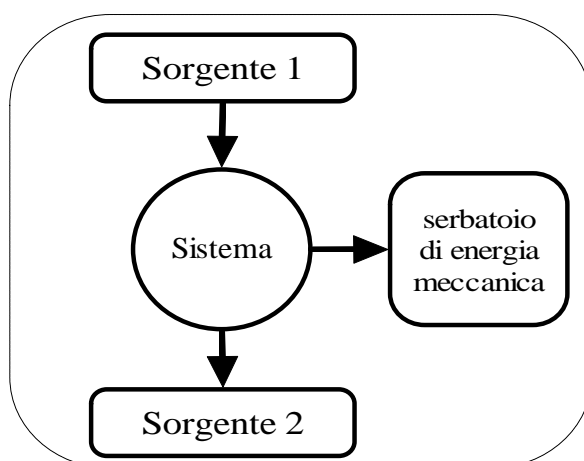 Sorgente 1
Sistema
serbatoio
di energia
meccanica
Sorgente 2